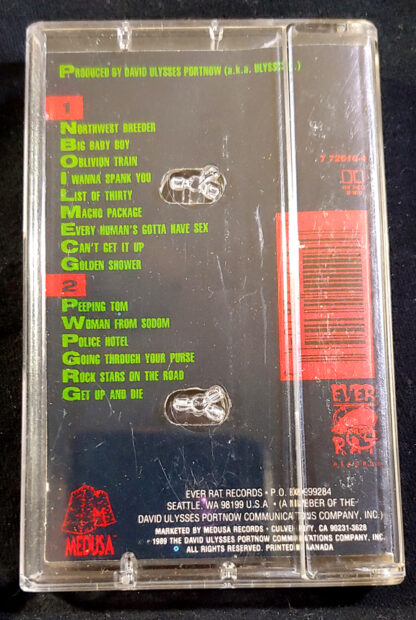 PRODUCED BY DAVID ULYSSES PORTNOW (a.k.a. ULYSSES
1
NORTHWEST BREEDER
BIG BABY BOY
OBLIVION TRAIN
I WANNA SPANK YOU
LIST OF THIRTY
MACHO PACKAGE
EVERY HUMAN'S GOTTA HAVE SEX
CAN'T GET IT UP
GOLDEN SHOWER
2
PEEPING TOM
WOMAN FROM SODOM
POLICE HOTEL
GOING THROUGH YOUR PURSE
ROCK STARS ON THE ROAD
GET UP AND DIE
7 72010-4
EVER
RAT
RECORDS
MEDUSA
EVER RAT RECORDS • P.O. BOX 99284
SEATTLE, WA 98199 U.S.A. • (A MEMBER OF THE
DAVID ULYSSES PORTNOW COMMUNICATIONS COMPANY, INC.)
MARKETED BY MEDUSA RECORDS • CULVER CITY, CA 90231-3628
1989 THE DAVID ULYSSES PORTNOW COMMUNICATIONS COMPANY, INC.
ALL RIGHTS RESERVED. PRINTED IN CANADA